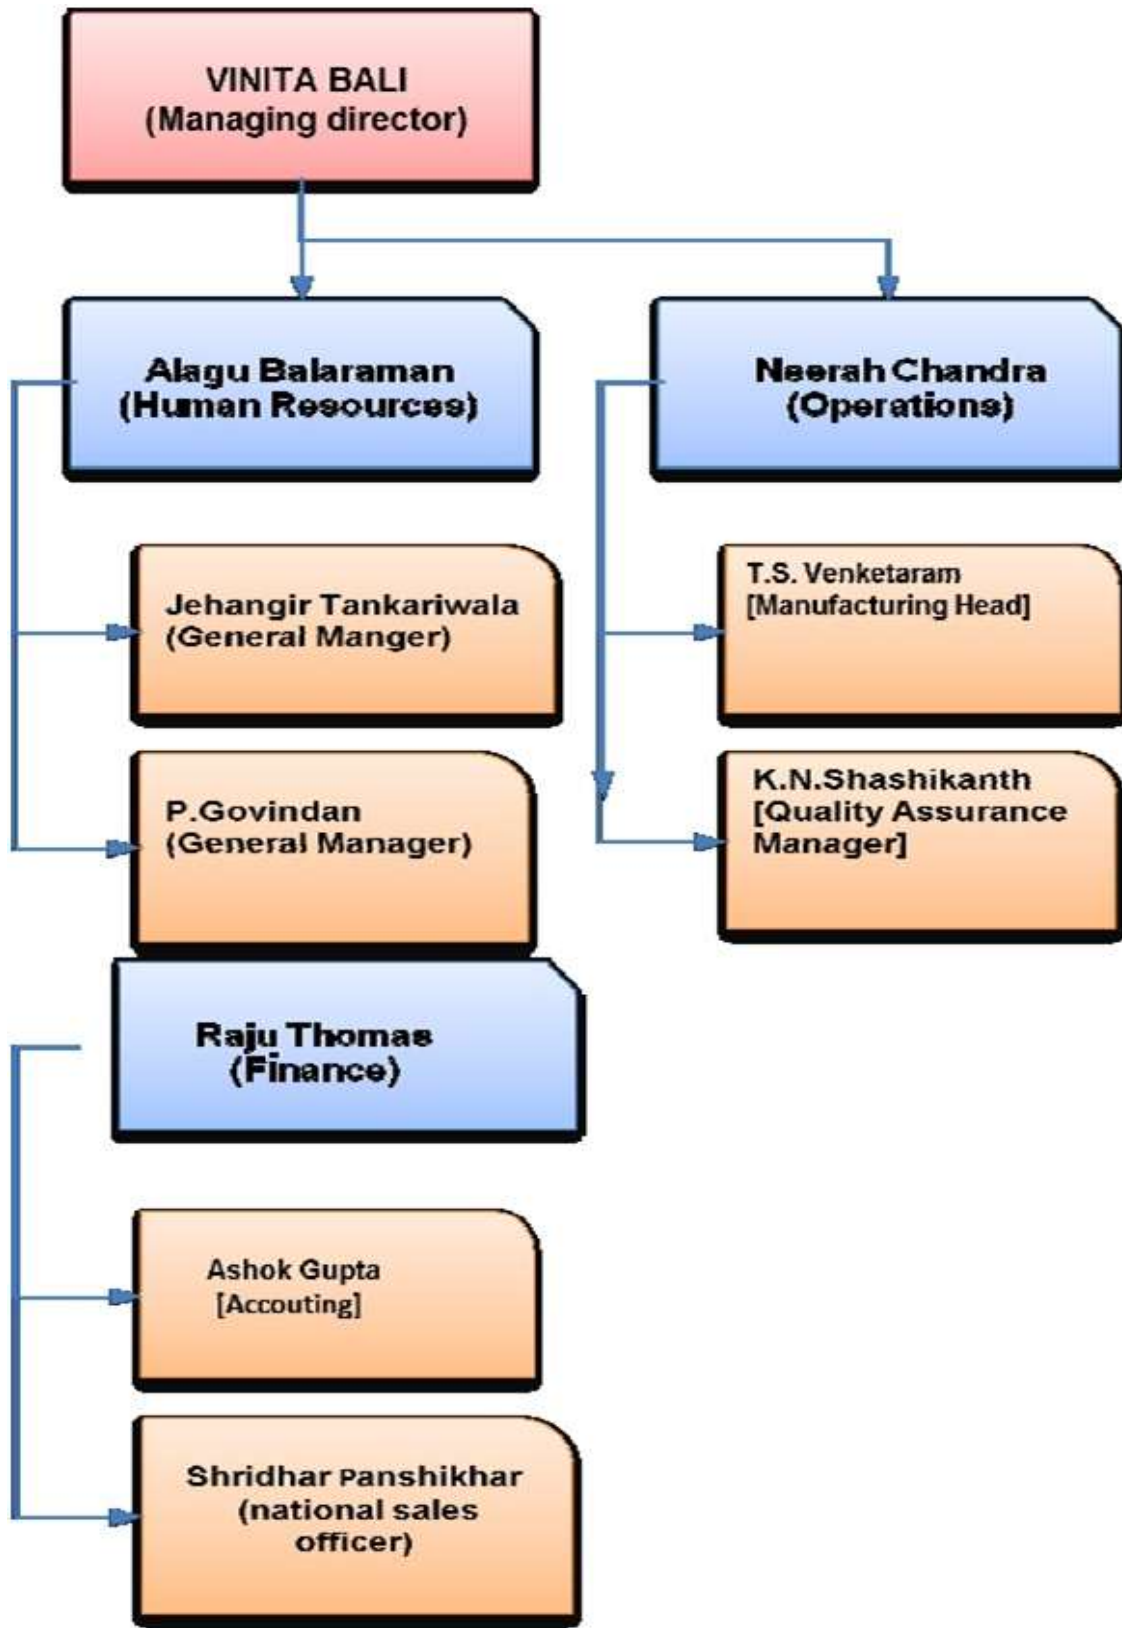 VINITA BALI
(Managing director)
Alagu Balaraman
(Human Resources)
Neerah Chandra
(Operations)
Jehangir Tankariwala
(General Manger)
T.S. Venketaram
[Manufacturing Head]
P.Govindan
(General Manager)
K.N.Shashikanth
[Quality Assurance
Manager]
Raju Thomas
(Finance)
Ashok Gupta
[Accouting]
Shridhar Panshikhar
(national sales
officer)